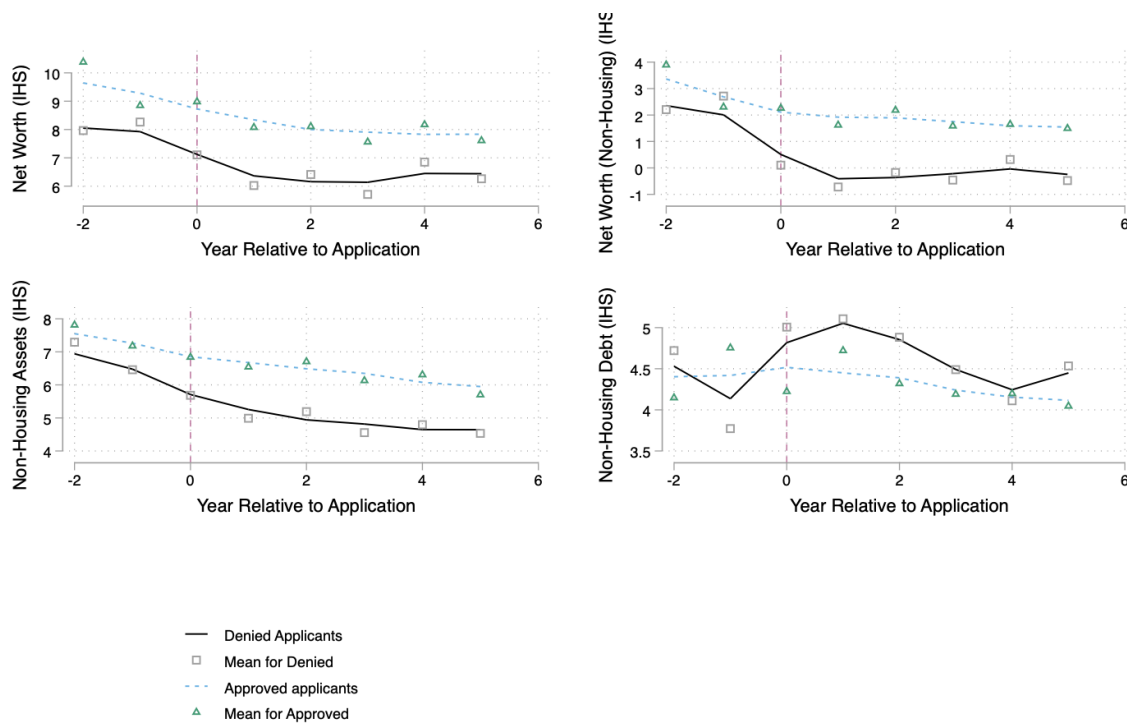 Net Worth (IHS)
10
9
8
7
6
-2 0 2 4 6
Year Relative to Application
Net Worth (Non-Housing) (IHS
4
3
2
1
0
-1
-2 0 2 4 6
Year Relative to Application
Non-Housing Assets (IHS)
8
7
6
5
4
-2 0 2 4 6
Year Relative to Application
Non-Housing Debt (IHS)
5
4.5
4
3.5
-2 0 2 4 6
Year Relative to Application
Denied Applicants
Mean for Denied
Approved applicants
Mean for Approved